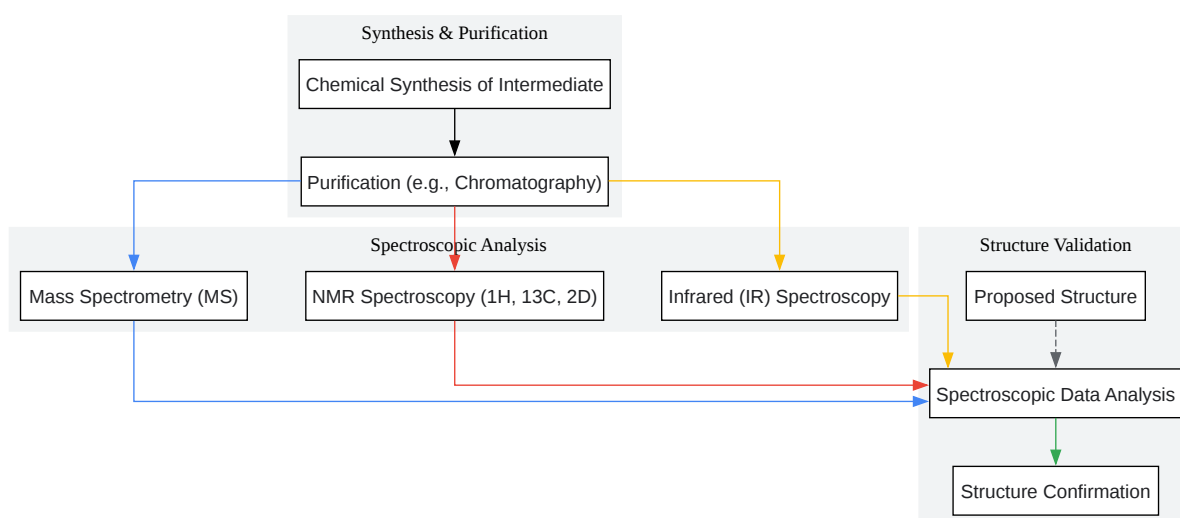 Synthesis & Purification
Chemical Synthesis of Intermediate
Purification (e.g., Chromatography)
Spectroscopic Analysis
Structure Validation
Mass Spectrometry (MS)
NMR Spectroscopy (1H, 13C, 2D)
Infrared (IR) Spectroscopy
Proposed Structure
Spectroscopic Data Analysis
Structure Confirmation